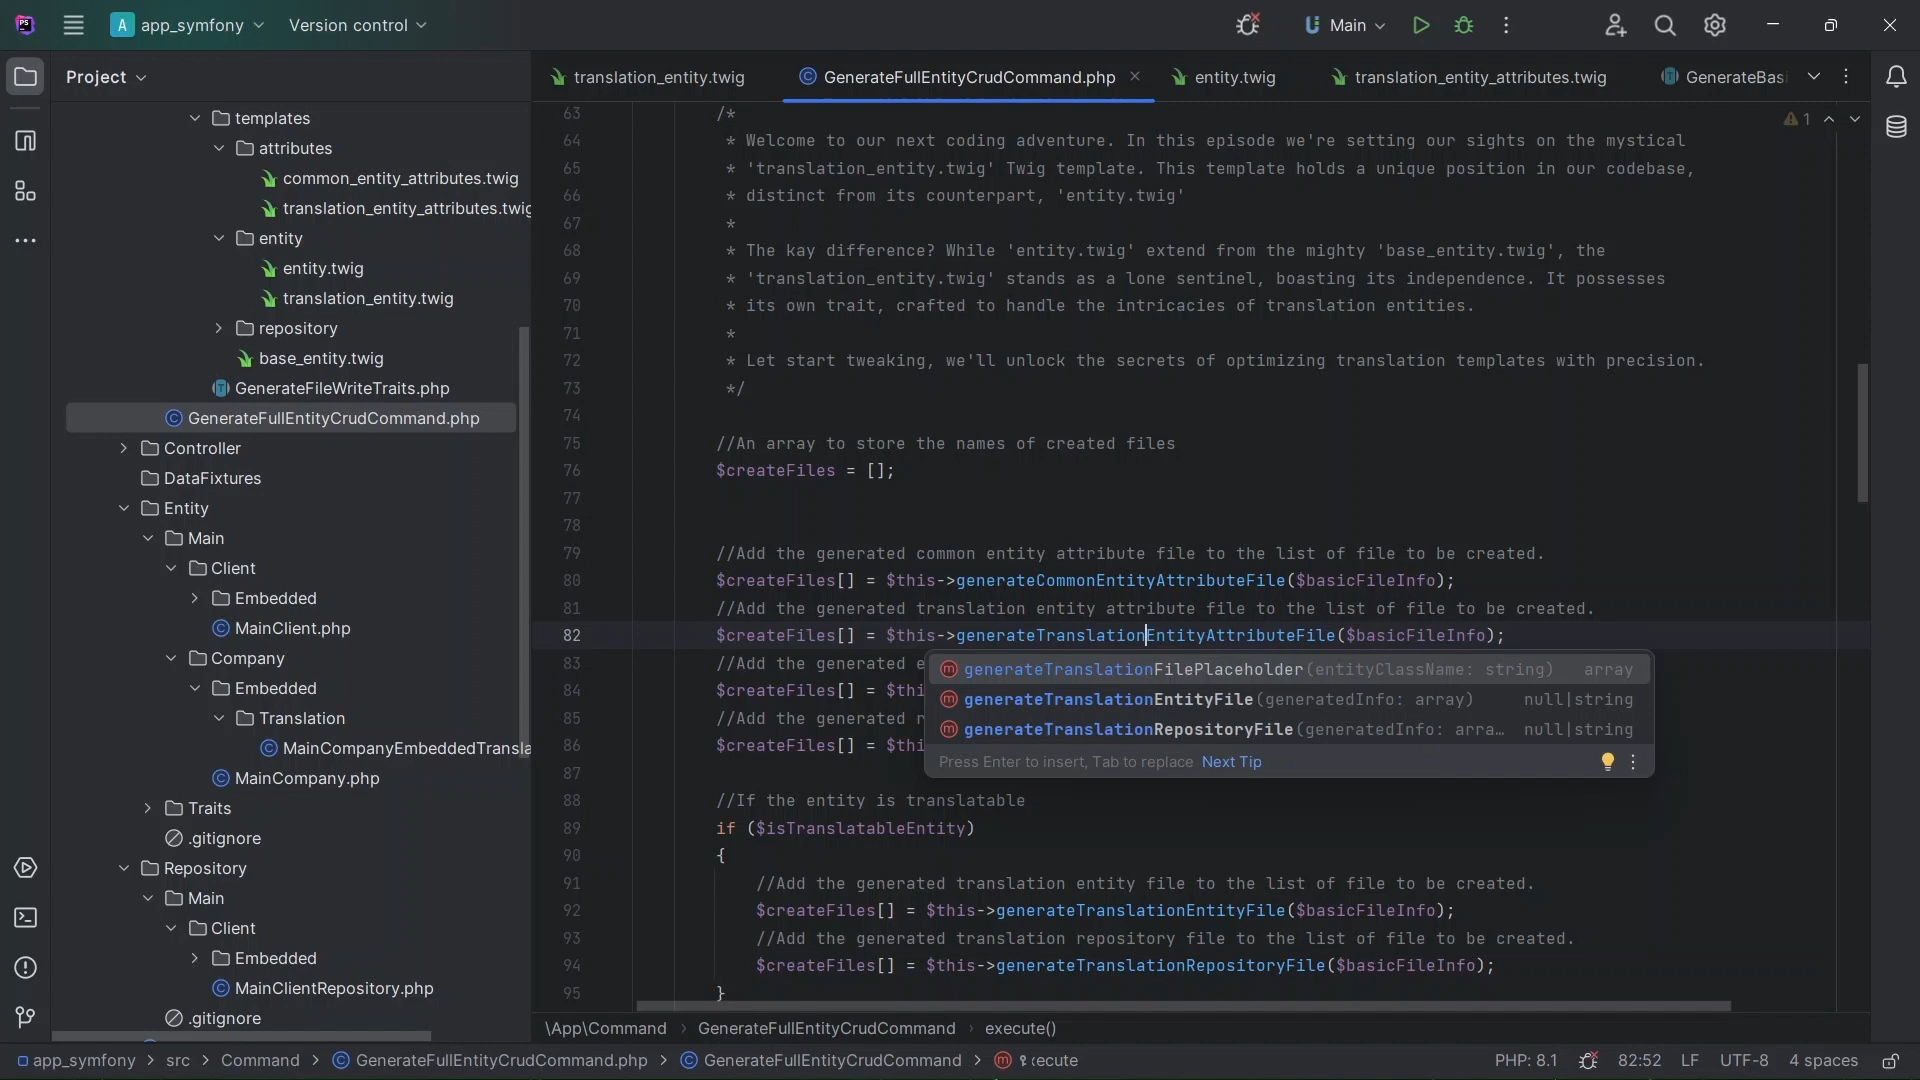 PS
A app_symfony
Version control
Main
Project
translation_entity.twig
GenerateFullEntityCrudCommand.php
entity.twig
translation_entity_attributes.twig
GenerateBas
templates
attributes
common_entity_attributes.twig
translation_entity_attributes.twig
entity
entity.twig
translation_entity.twig
repository
base_entity.twig
GenerateFileWriteTraits.php
GenerateFullEntityCrudCommand.php
Controller
DataFixtures
Entity
Main
Client
Embedded
MainClient.php
Company
Embedded
Translation
MainCompanyEmbeddedTransla
MainCompany.php
Traits
.gitignore
Repository
Main
Client
Embedded
MainClientRepository.php
.gitignore
1
63 /*
64 * Welcome to our next coding adventure. In this episode we're setting our sights on the mystical
65 * 'translation_entity.twig' Twig template. This template holds a unique position in our codebase,
66 * distinct from its counterpart, 'entity.twig'
67 *
68 * The kay difference? While 'entity.twig' extend from the mighty 'base_entity.twig', the
69 * 'translation_entity.twig' stands as a lone sentinel, boasting its independence. It possesses
70 * its own trait, crafted to handle the intricacies of translation entities.
71 *
72 * Let start tweaking, we'll unlock the secrets of optimizing translation templates with precision.
73 */
74
75 //An array to store the names of created files
76 $createFiles = [];
77
78
79 //Add the generated common entity attribute file to the list of file to be created.
80 $createFiles[] = $this->generateCommonEntityAttributeFile($basicFileInfo);
81 //Add the generated translation entity attribute file to the list of file to be created.
82 $createFiles[] = $this->generateTranslationEntityAttributeFile($basicFileInfo);
83 //Add the generated e
84 $createFiles[] = $thi
85 //Add the generated r
86 $createFiles[] = $thi
generateTranslationFilePlaceholder(entityClassName: string) array
generateTranslationEntityFile(generatedInfo: array) null|string
generateTranslationRepositoryFile(generatedInfo: arra… null|string
Press Enter to insert, Tab to replace Next Tip
87
88 //If the entity is translatable
89 if ($isTranslatableEntity)
90 {
91 //Add the generated translation entity file to the list of file to be created.
92 $createFiles[] = $this->generateTranslationEntityFile($basicFileInfo);
93 //Add the generated translation repository file to the list of file to be created.
94 $createFiles[] = $this->generateTranslationRepositoryFile($basicFileInfo);
95 }
\App\Command > GenerateFullEntityCrudCommand > execute()
app_symfony > src > Command > GenerateFullEntityCrudCommand.php > GenerateFullEntityCrudCommand > execute
PHP: 8.1 82:52 LF UTF-8 4 spaces